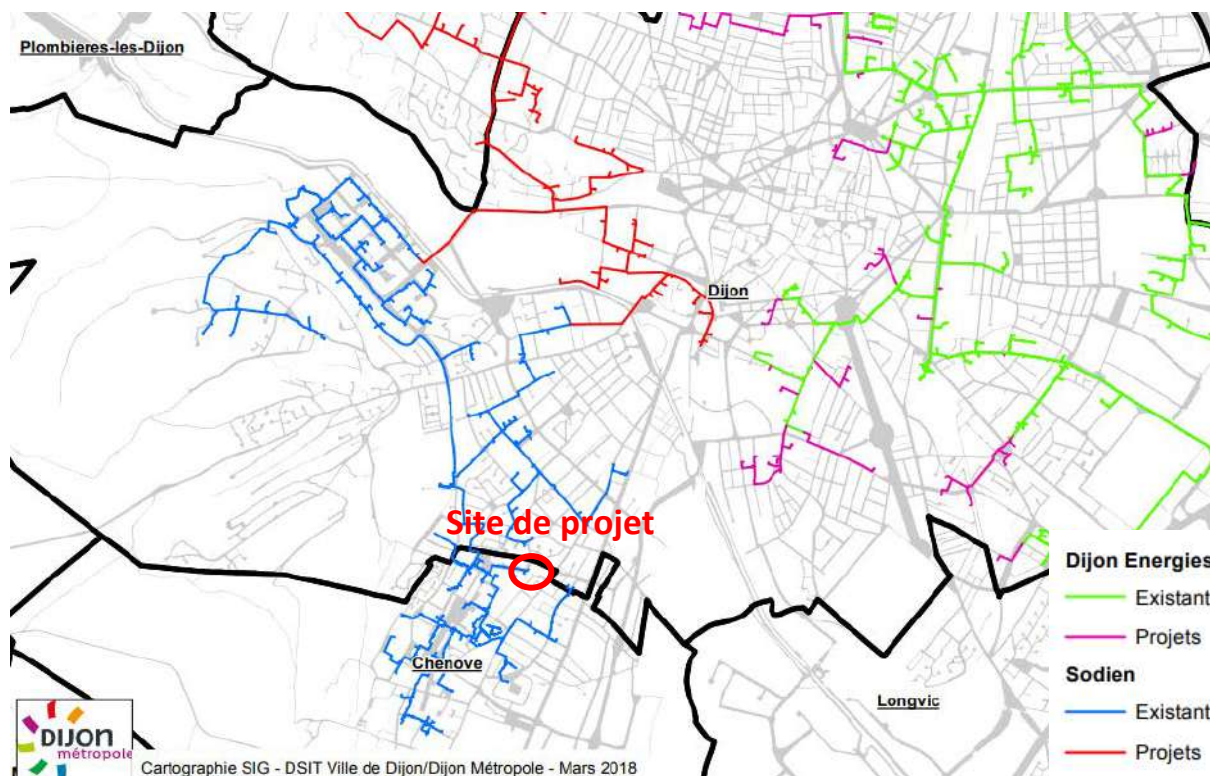 Plombieres-les-Dijon
Dijon
Site de projet
Chenove
Longvic
Dijon Energies
Existant
Projets
Sodien
Existant
Projets
DIJON
métropole
Cartographie SIG - DSIT Ville de Dijon/Dijon Métropole - Mars 2018